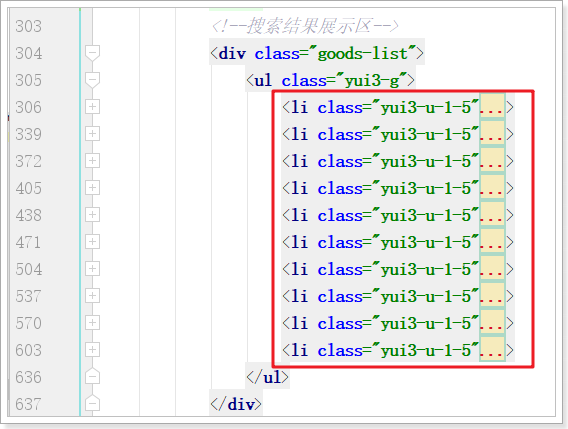 303 <!--搜索结果展示区-->
304 <div class="goods-list">
305 <ul class="yui3-g">
306 <li class="yui3-u-1-5"...>
339 <li class="yui3-u-1-5"...>
372 <li class="yui3-u-1-5"...>
405 <li class="yui3-u-1-5"...>
438 <li class="yui3-u-1-5"...>
471 <li class="yui3-u-1-5"...>
504 <li class="yui3-u-1-5"...>
537 <li class="yui3-u-1-5"...>
570 <li class="yui3-u-1-5"...>
603 <li class="yui3-u-1-5"...>
636 </ul>
637 </div>